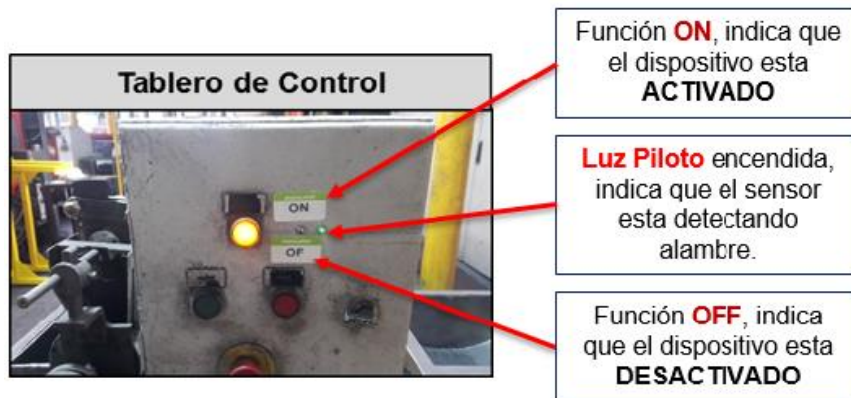 Tablero de Control
ON
OF
Función ON, indica que
el dispositivo esta
ACTIVADO
Luz Piloto encendida,
indica que el sensor
esta detectando
alambre.
Función OFF, indica
que el dispositivo esta
DESACTIVADO